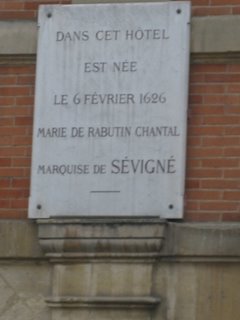 DANS CET HÔTEL
EST NÉE
LE 6 FÉVRIER 1626
MARIE DE RABUTIN CHANTAL
MARQUISE DE SÉVIGNÉ